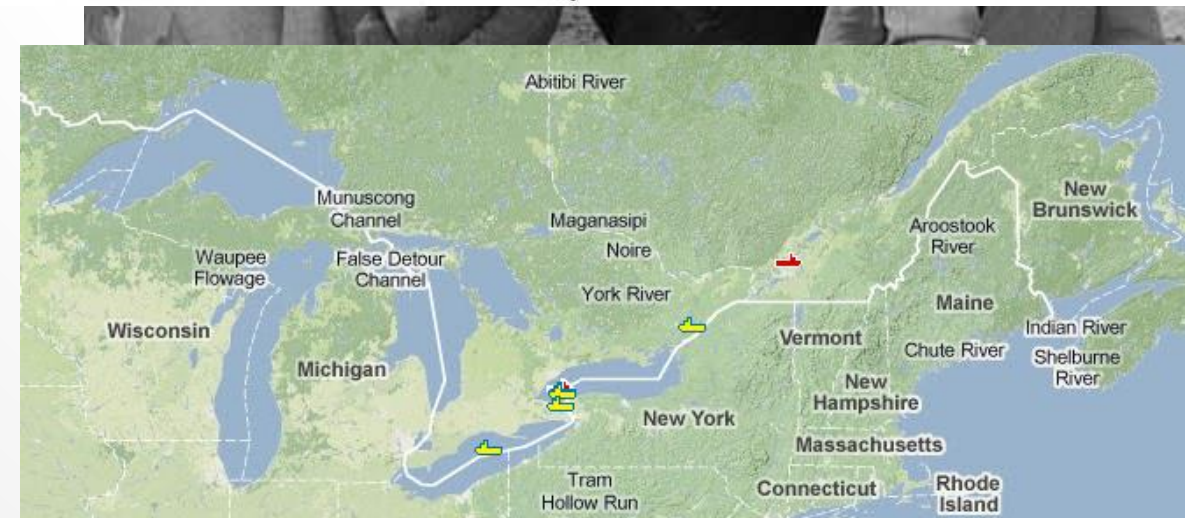 Abitibi River
Munuscong
Channel
Maganasipi
New
Brunswick
Aroostook
River
Noire
Waupee
Flowage
False Detour
Channel
York River
Maine
Wisconsin
Vermont
Indian River
Chute River
Shelburne
River
Michigan
New
Hampshire
New York
Massachusetts
Tram
Hollow Run
Connecticut
Rhode
Island